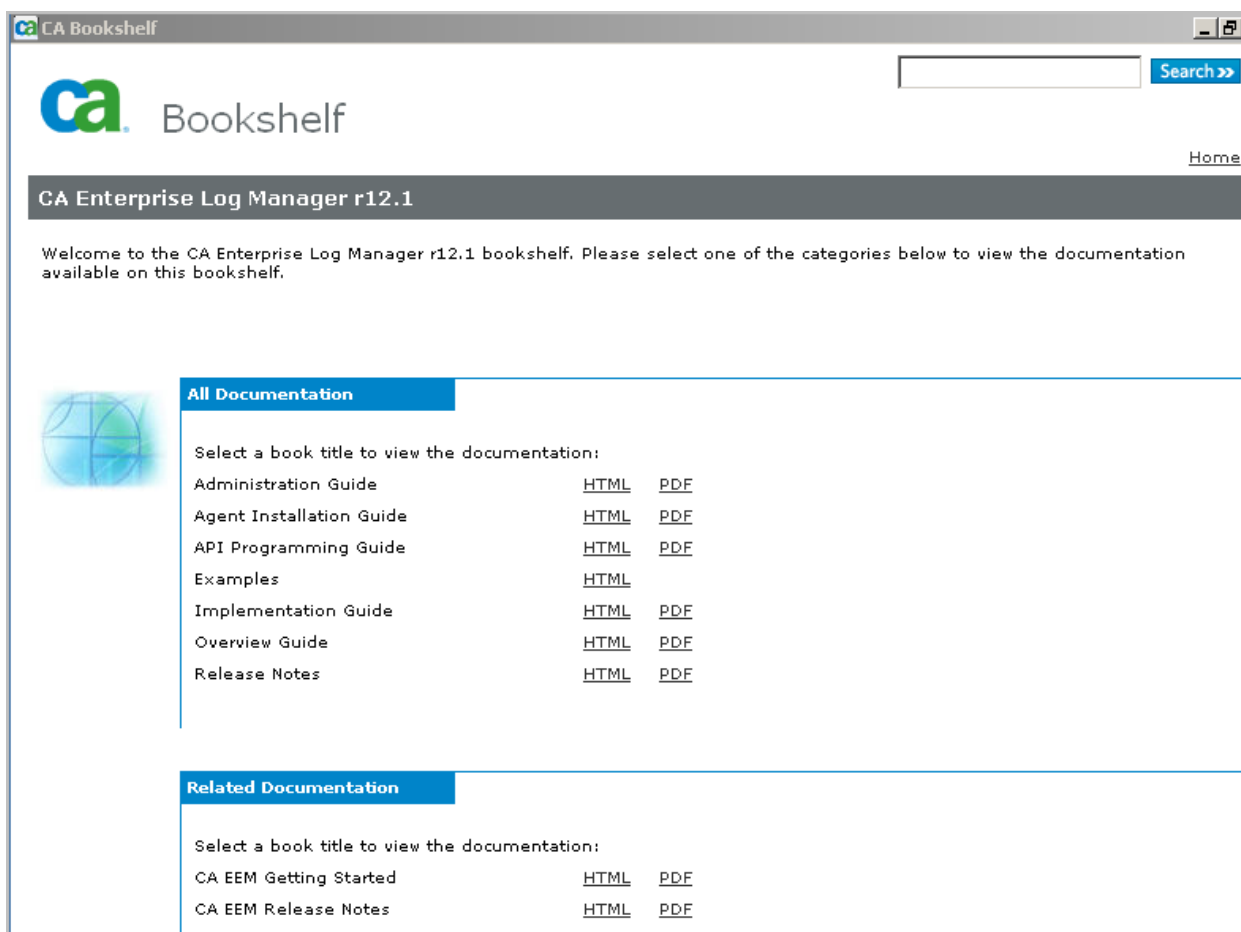 CA Bookshelf
Search >>
ca. Bookshelf
Home
CA Enterprise Log Manager r12.1
Welcome to the CA Enterprise Log Manager r12.1 bookshelf. Please select one of the categories below to view the documentation
available on this bookshelf.
All Documentation
Select a book title to view the documentation:
Administration Guide HTML PDF
Agent Installation Guide HTML PDF
API Programming Guide HTML PDF
Examples HTML
Implementation Guide HTML PDF
Overview Guide HTML PDF
Release Notes HTML PDF
Related Documentation
Select a book title to view the documentation:
CA EEM Getting Started HTML PDF
CA EEM Release Notes HTML PDF